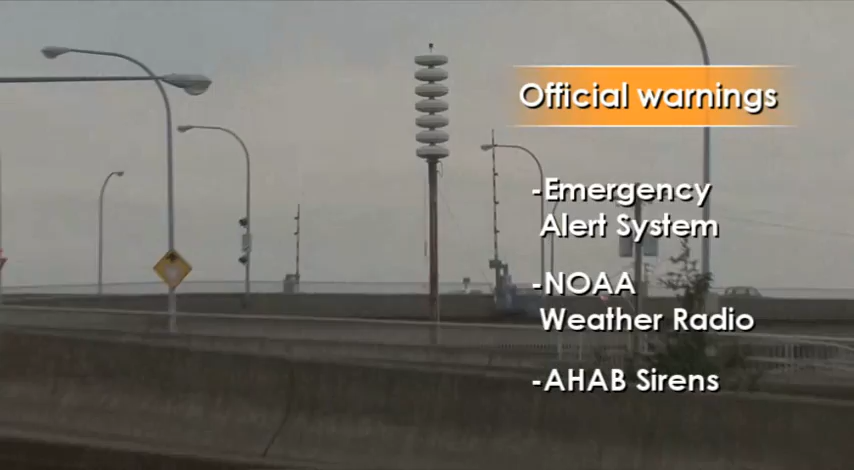 Official warnings
-Emergency
Alert System
-NOAA
Weather Radio
-AHAB Sirens